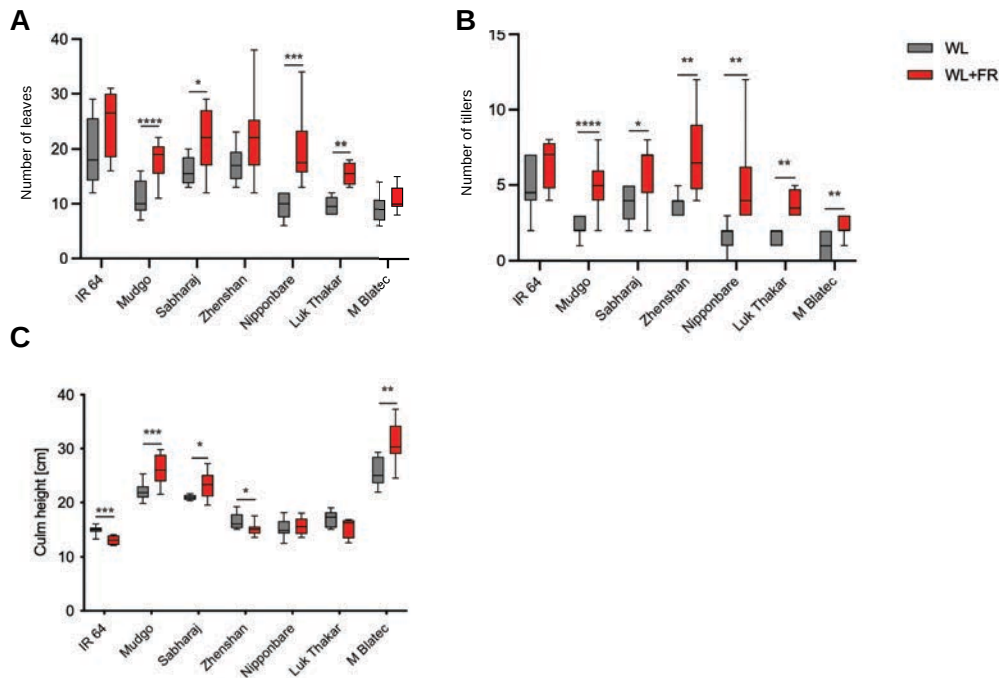 A
Number of leaves
40
30
20
10
0
****
*
***
**
IR 64
Mudgo
Sabharaj
Zhenshan
Nipponbare
Luk Thakar
M Blatec
B
Number of tillers
15
10
5
0
****
*
**
**
**
**
IR 64
Mudgo
Sabharaj
Zhenshan
Nipponbare
Luk Thakar
M Blatec
WL
WL+FR
C
Culm height [cm]
40
30
20
10
0
***
***
*
*
**
IR 64
Mudgo
Sabharaj
Zhenshan
Nipponbare
Luk Thakar
M Blatec